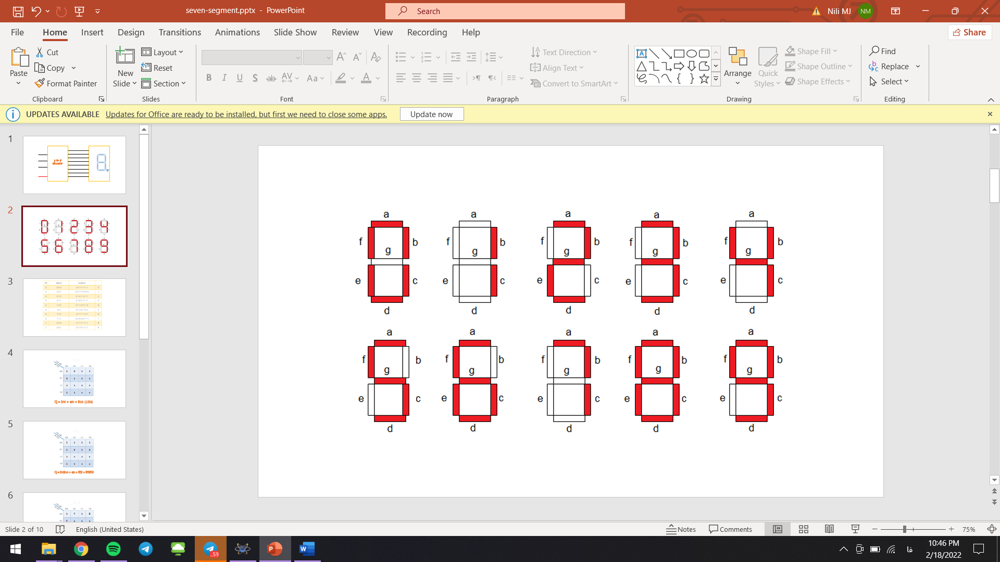 seven-segment.pptx - PowerPoint
Search
Nili MJ
NM
File Home Insert Design Transitions Animations Slide Show Review View Recording Help
Share
Paste
Cut
Copy
Format Painter
Clipboard
New Slide
Layout
Reset
Section
Slides
B I U S ab AV Aa A
Font
Text Direction
Align Text
Convert to SmartArt
Paragraph
Arrange
Quick Styles
Shape Fill
Shape Outline
Shape Effects
Drawing
Find
Replace
Select
Editing
UPDATES AVAILABLE Updates for Office are ready to be installed, but first we need to close some apps. Update now
1
2
3
4
5
6
a a a a a
f b f b f b f b f b
g g g g g
e c e c e c e c e c
d d d d d
a a a a a
f b f b f b f b f b
g g g g g
e c e c e c e c e c
d d d d d
Slide 2 of 10
English (United States)
Notes
Comments
75%
..59
فا
10:46 PM
2/18/2022